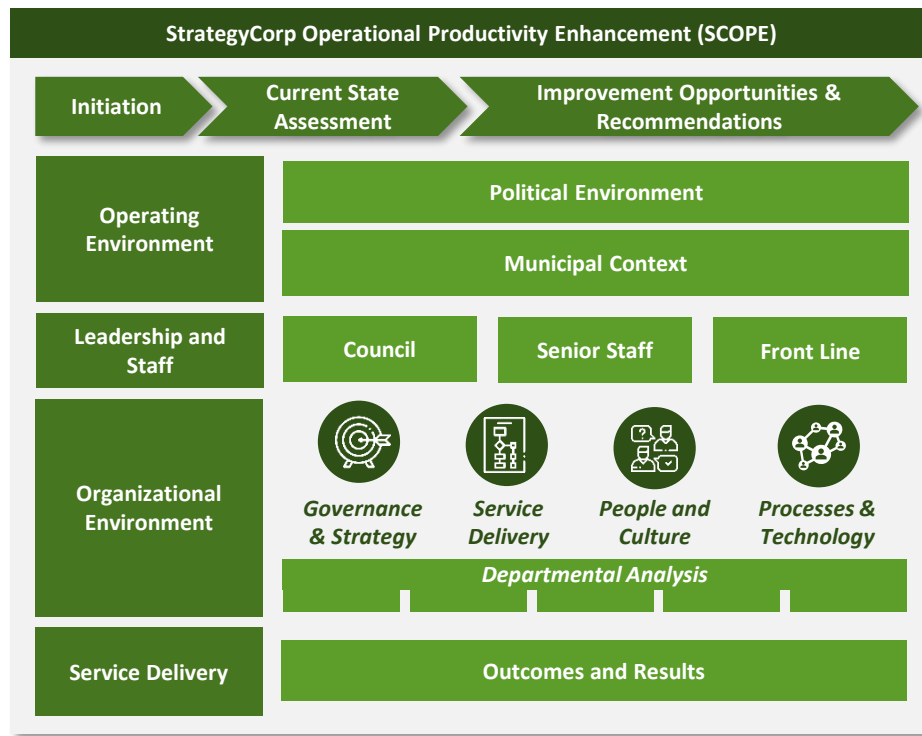 StrategyCorp Operational Productivity Enhancement (SCOPE)
Initiation
Current State
Assessment
Improvement Opportunities &
Recommendations
Operating
Environment
Political Environment
Municipal Context
Leadership and
Staff
Council
Senior Staff
Front Line
Organizational
Environment
Governance
& Strategy
Service
Delivery
People and
Culture
Processes &
Technology
Departmental Analysis
Service Delivery
Outcomes and Results